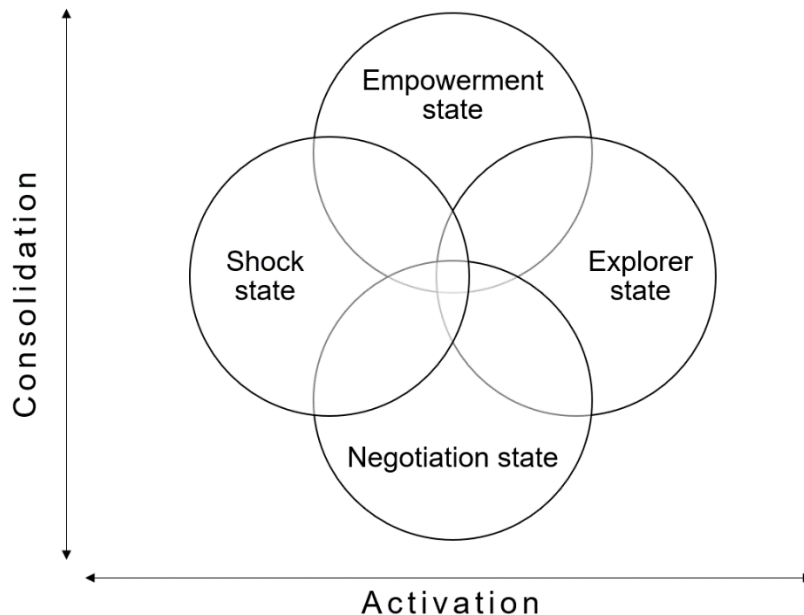 Empowerment
state
Shock
state
Explorer
state
Negotiation state
Consolidation
Activation